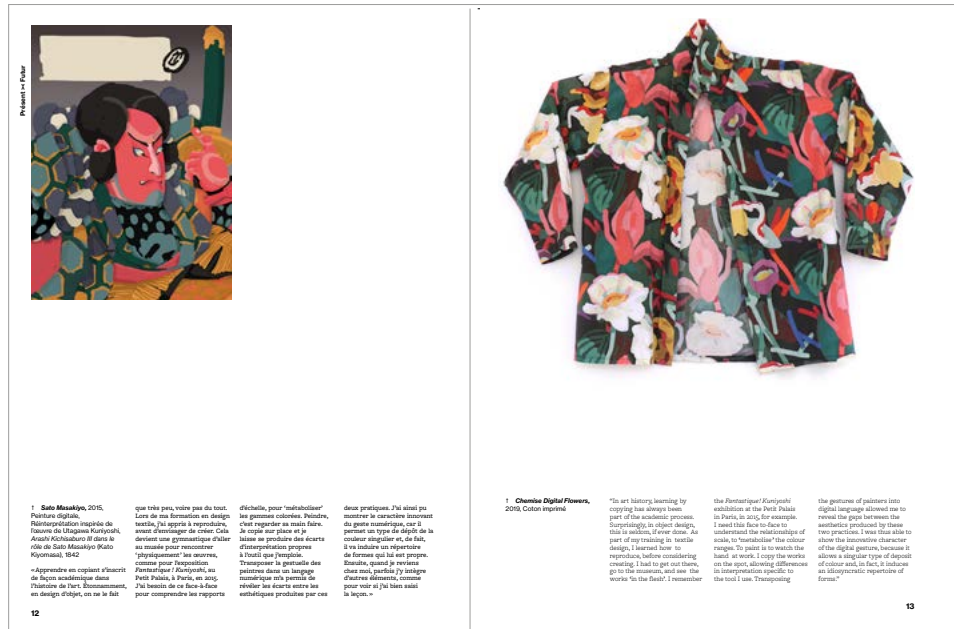 Présent ↣ Futur
↑ Sato Masakiyo, 2015,
Peinture digitale,
Réinterprétation inspirée de
l'œuvre de Utagawa Kuniyoshi,
Arashi Kichisaburo III dans le
rôle de Sato Masakiyo (Kato
Kiyomasa), 1842
«Apprendre en copiant s'inscrit
de façon académique dans
l'histoire de l'art. Étonnamment,
en design d'objet, on ne le fait
que très peu, voire pas du tout.
Lors de ma formation en design
textile, j'ai appris à reproduire,
avant d'envisager de créer. Cela
devient une gymnastique d'aller
au musée pour rencontrer
"physiquement" les œuvres,
comme pour l'exposition
Fantastique ! Kuniyoshi, au
Petit Palais, à Paris, en 2015.
J'ai besoin de ce face-à-face
pour comprendre les rapports
d'échelle, pour 'métaboliser'
les gammes colorées. Peindre,
c'est regarder sa main faire.
Je copie sur place et je
laisse se produire des écarts
d'interprétation propres
à l'outil que j'emploie.
Transposer la gestuelle des
peintres dans un langage
numérique m'a permis de
révéler les écarts entre les
esthétiques produites par ces
deux pratiques. J'ai ainsi pu
montrer le caractère innovant
du geste numérique, car il
permet un type de dépôt de la
couleur singulier et, de fait,
il va induire un répertoire
de formes qui lui est propre.
Ensuite, quand je reviens
chez moi, parfois j'y intègre
d'autres éléments, comme
pour voir si j'ai bien saisi
la leçon. »
12
↑ Chemise Digital Flowers,
2019, Coton imprimé
"In art history, learning by
copying has always been
part of the academic process.
Surprisingly, in object design,
this is seldom, if ever done. As
part of my training in textile
design, I learned how to
reproduce, before considering
creating. I had to get out there,
go to the museum, and see the
works 'in the flesh'. I remember
the Fantastique! Kuniyoshi
exhibition at the Petit Palais
in Paris, in 2015, for example.
I need this face-to-face to
understand the relationships of
scale, to 'metabolise' the colour
ranges. To paint is to watch the
hand at work. I copy the works
on the spot, allowing differences
in interpretation specific to
the tool I use. Transposing
the gestures of painters into
digital language allowed me to
reveal the gaps between the
aesthetics produced by these
two practices. I was thus able to
show the innovative character
of the digital gesture, because it
allows a singular type of deposit
of colour and, in fact, it induces
an idiosyncratic repertoire of
forms."
13